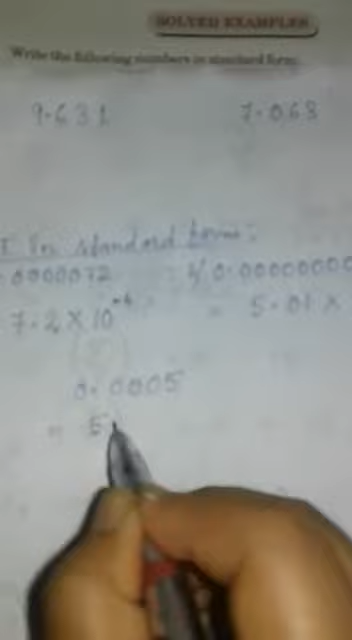 SOLVED EXAMPLES
Write the following numbers in standard form.
9.631 7.068
In standard form:
.0000072 0.00000000
7.2 × 10⁻⁶ = 5.01 ×
0.0005
= 5